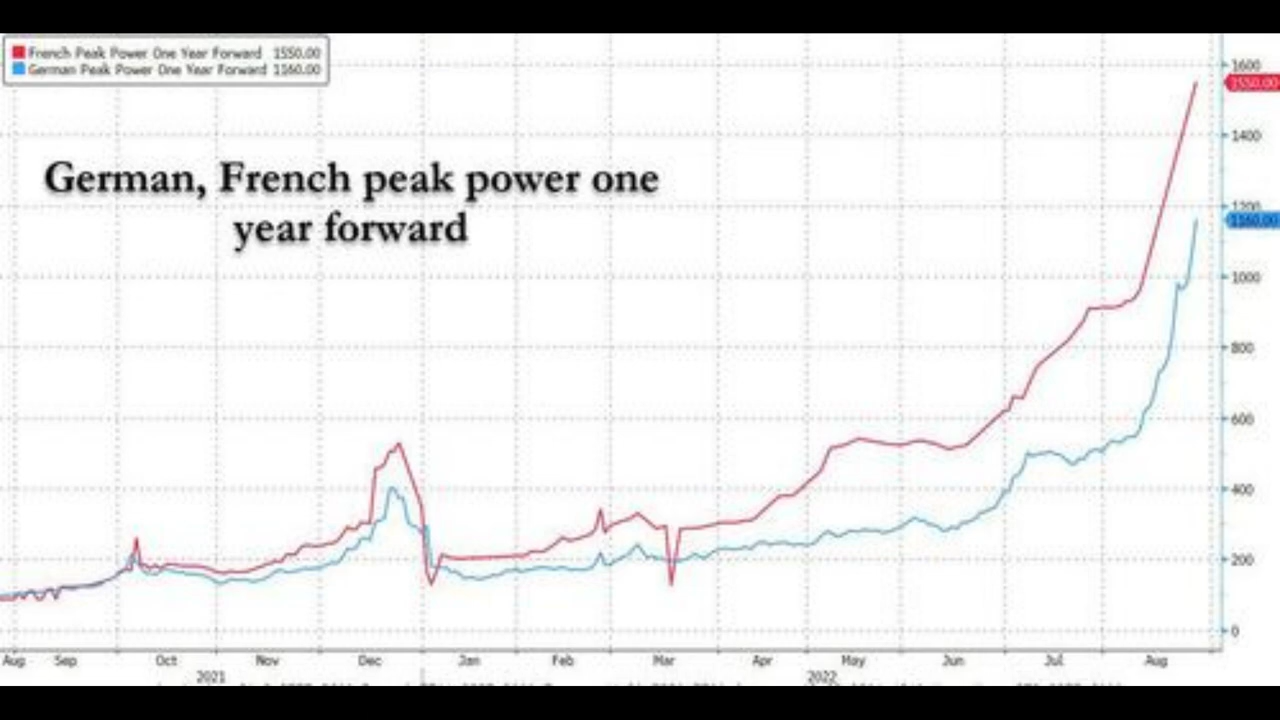 French Peak Power One Year Forward 1550.00
German Peak Power One Year Forward 1160.00
German, French peak power one
year forward
1600
1550.00
1400
1200
1160.00
1000
800
600
400
200
0
Aug Sep Oct Nov Dec Jan Feb Mar Apr May Jun Jul Aug
2021 2022